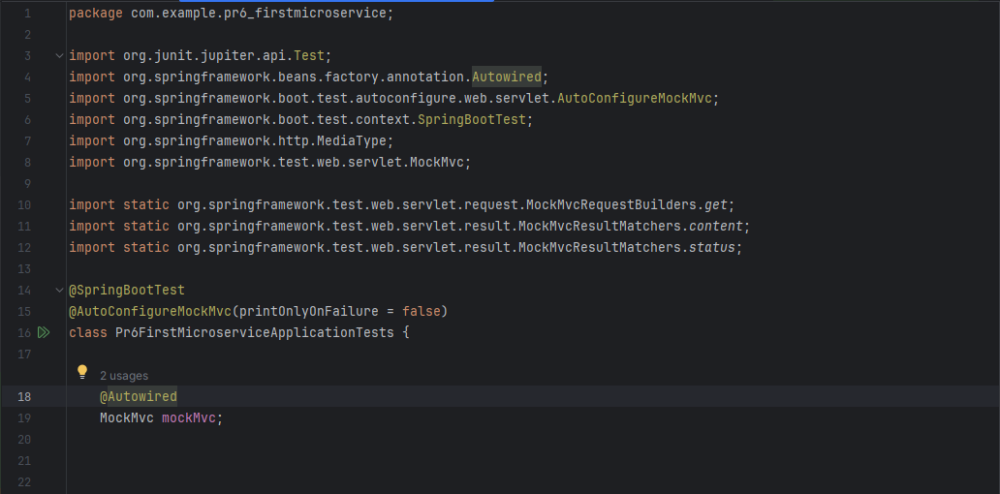 1 package com.example.pr6_firstmicroservice;
2
3 import org.junit.jupiter.api.Test;
4 import org.springframework.beans.factory.annotation.Autowired;
5 import org.springframework.boot.test.autoconfigure.web.servlet.AutoConfigureMockMvc;
6 import org.springframework.boot.test.context.SpringBootTest;
7 import org.springframework.http.MediaType;
8 import org.springframework.test.web.servlet.MockMvc;
9
10 import static org.springframework.test.web.servlet.request.MockMvcRequestBuilders.get;
11 import static org.springframework.test.web.servlet.result.MockMvcResultMatchers.content;
12 import static org.springframework.test.web.servlet.result.MockMvcResultMatchers.status;
13
14 @SpringBootTest
15 @AutoConfigureMockMvc(printOnlyOnFailure = false)
16 class Pr6FirstMicroserviceApplicationTests {
17
2 usages
18 @Autowired
19 MockMvc mockMvc;
20
21
22